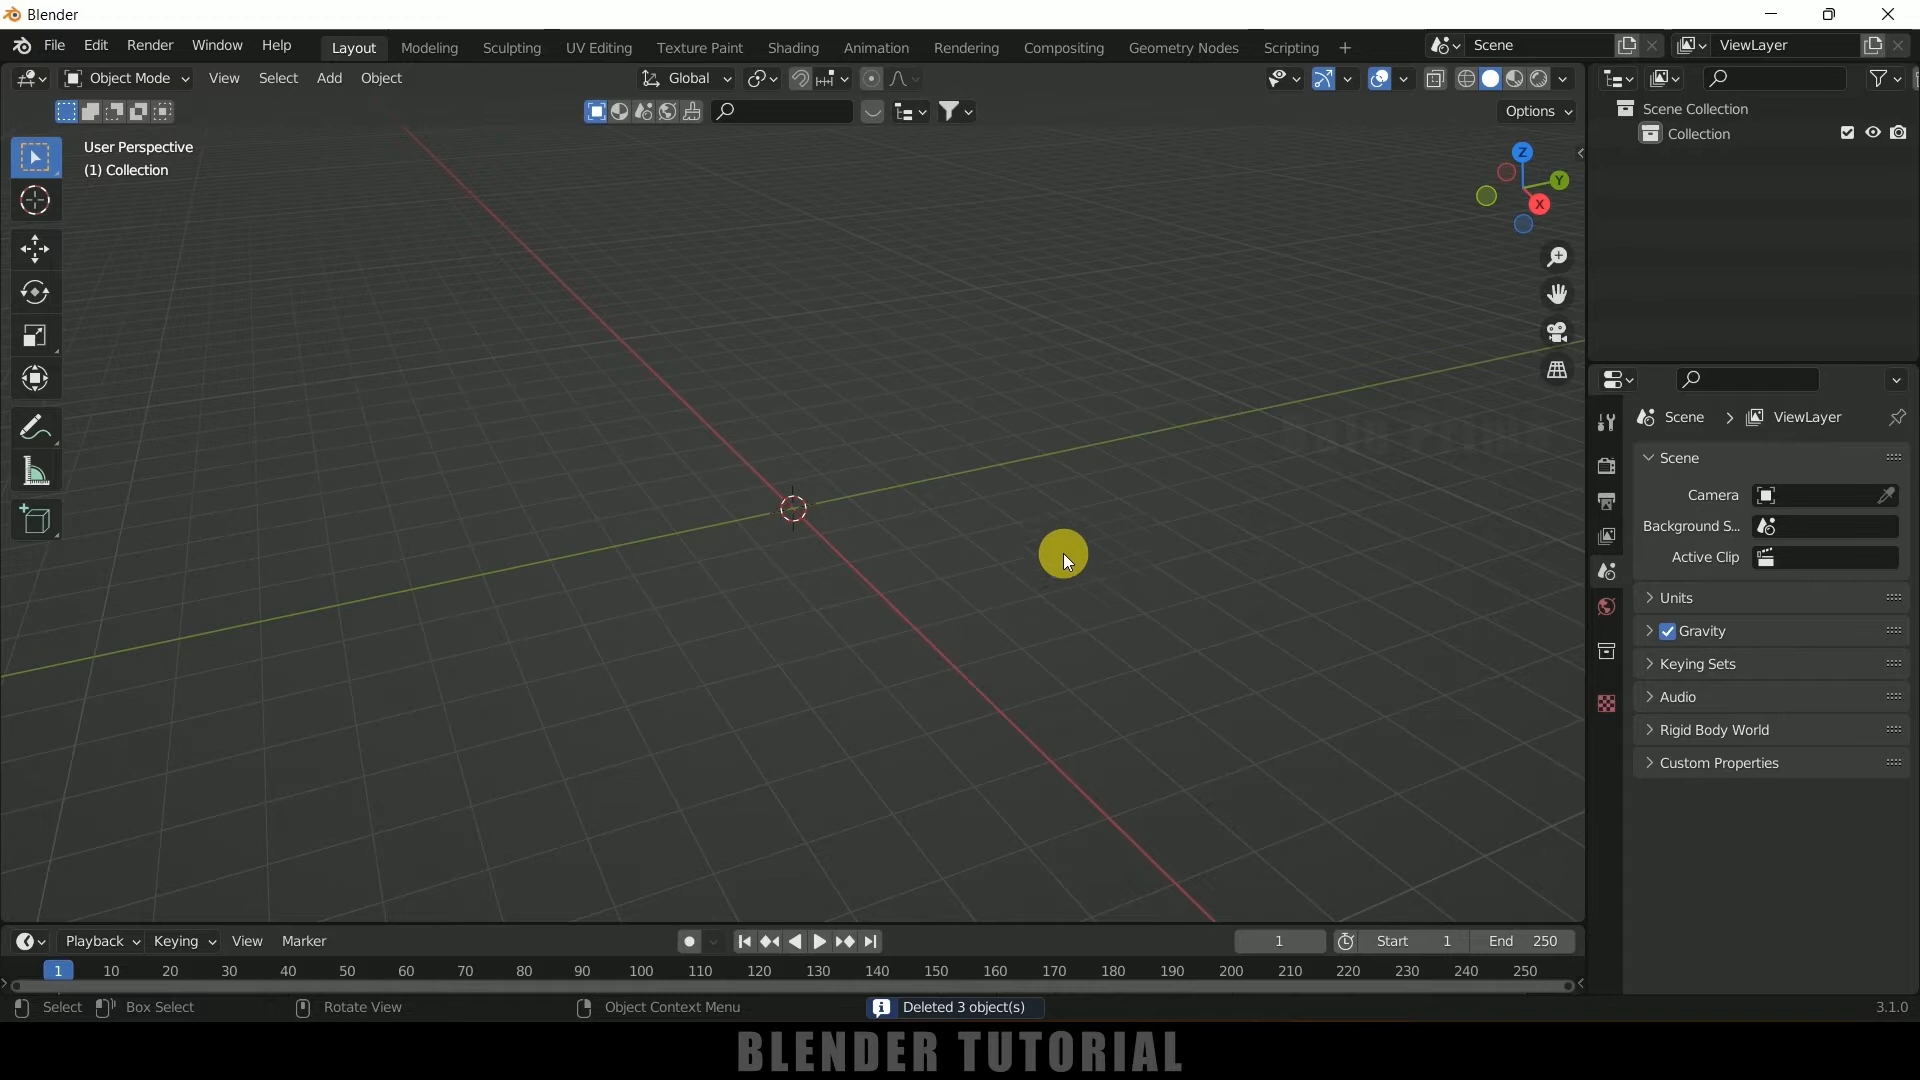 Blender
File Edit Render Window Help Layout Modeling Sculpting UV Editing Texture Paint Shading Animation Rendering Compositing Geometry Nodes Scripting + Scene ViewLayer
Object Mode View Select Add Object Global
Options
User Perspective
(1) Collection
Z
Y
X
Scene Collection
Collection
Scene > ViewLayer
Scene
Camera
Background S...
Active Clip
Units
Gravity
Keying Sets
Audio
Rigid Body World
Custom Properties
Playback Keying View Marker 1 Start 1 End 250
1 10 20 30 40 50 60 70 80 90 100 110 120 130 140 150 160 170 180 190 200 210 220 230 240 250
Select Box Select Rotate View Object Context Menu Deleted 3 object(s) 3.1.0
BLENDER TUTORIAL